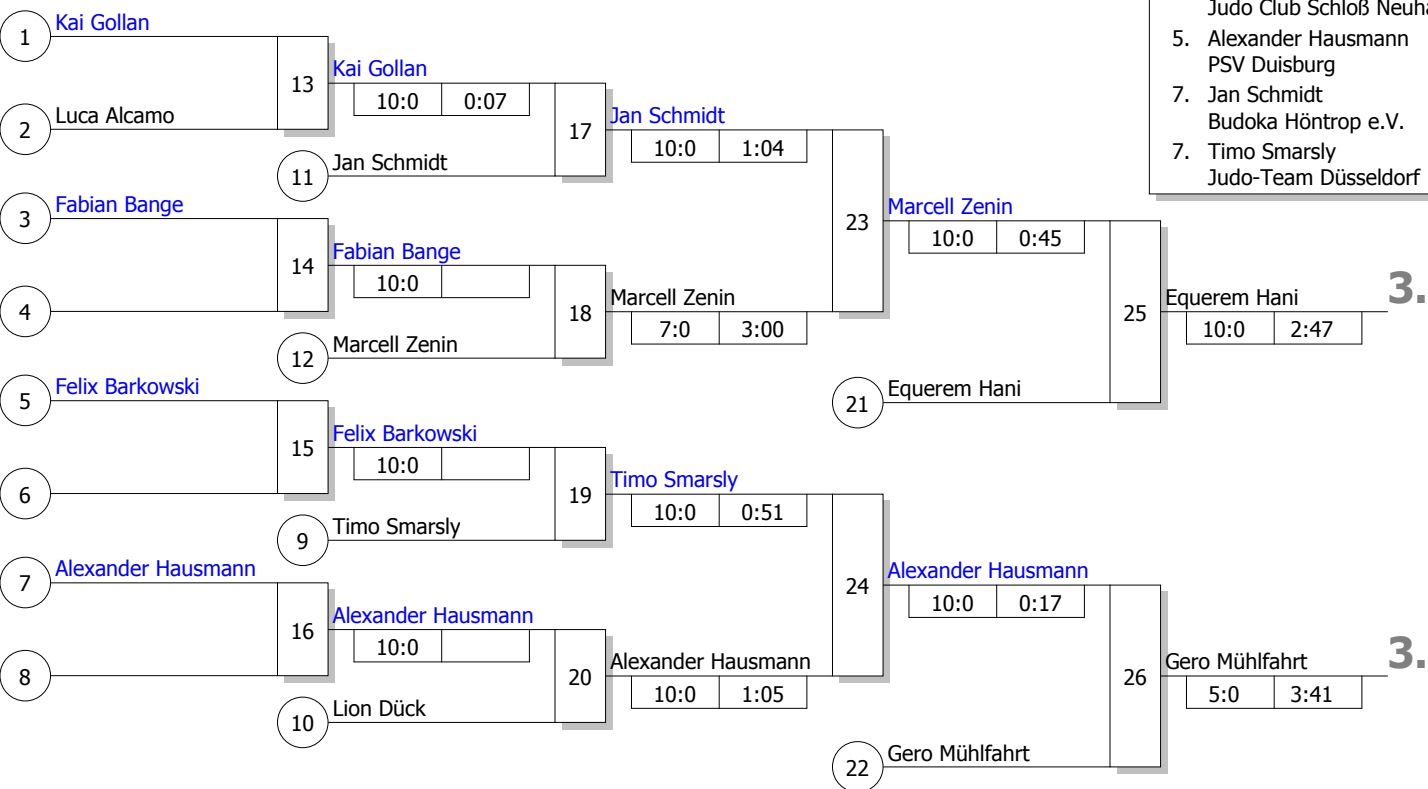 Judo Club Schloß
5. Alexander Hausmann
PSV Duisburg
7. Jan Schmidt
Budoka Höntrop e.V.
7. Timo Smarsly
Judo-Team Düsseldorf
1 Kai Gollan
13 Kai Gollan
10:0 0:07
2 Luca Alcamo
17 Jan Schmidt
10:0 1:04
11 Jan Schmidt
3 Fabian Bange
23 Marcell Zenin
10:0 0:45
14 Fabian Bange
10:0
4
18 Marcell Zenin
7:0 3:00
25 Equerem Hani 3.
10:0 2:47
12 Marcell Zenin
5 Felix Barkowski
21 Equerem Hani
15 Felix Barkowski
10:0
6
19 Timo Smarsly
10:0 0:51
9 Timo Smarsly
7 Alexander Hausmann
24 Alexander Hausmann
10:0 0:17
16 Alexander Hausmann
10:0
8
20 Alexander Hausmann
10:0 1:05
26 Gero Mühlfahrt 3.
5:0 3:41
10 Lion Dück
22 Gero Mühlfahrt